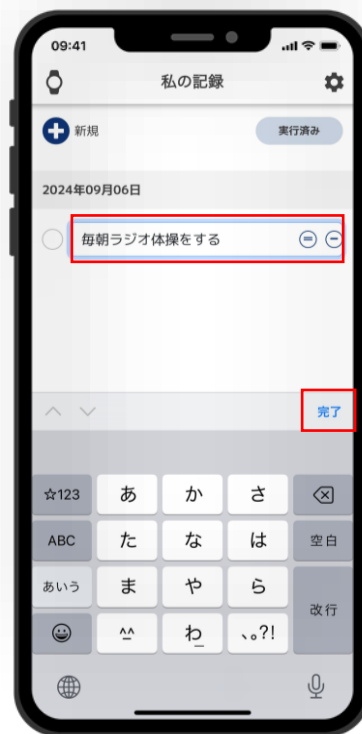 09:41
私の記録
新規
実行済み
2024年09月06日
毎朝ラジオ体操をする
完了
☆123 あ か さ
ABC た な は 空白
あいう ま や ら 改行
^^ わ 、。?!